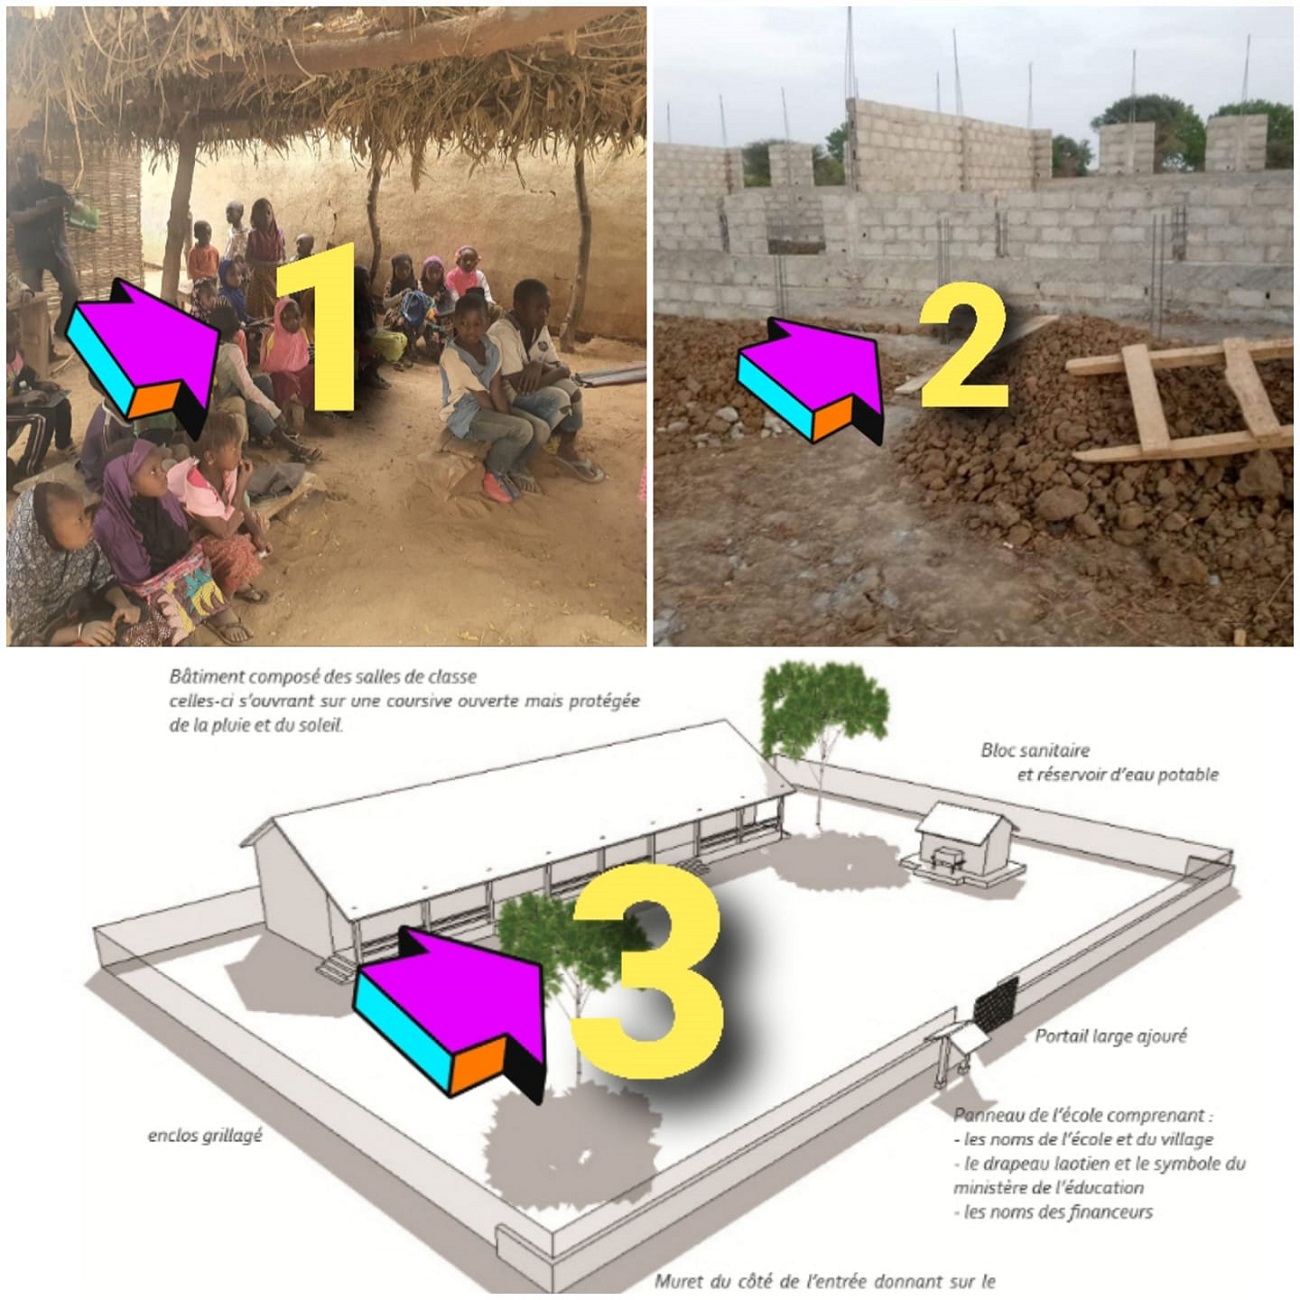 1
2
Bâtiment composé des salles de classe
celles-ci s'ouvrant sur une coursive ouverte mais protégée
de la pluie et du soleil.
Bloc sanitaire
et réservoir d'eau potable
3
Portail large ajouré
enclos grillagé
Panneau de l'école comprenant :
- les noms de l'école et du village
- le drapeau laotien et le symbole du
ministère de l'éducation
- les noms des financeurs
Muret du côté de l'entrée donnant sur le